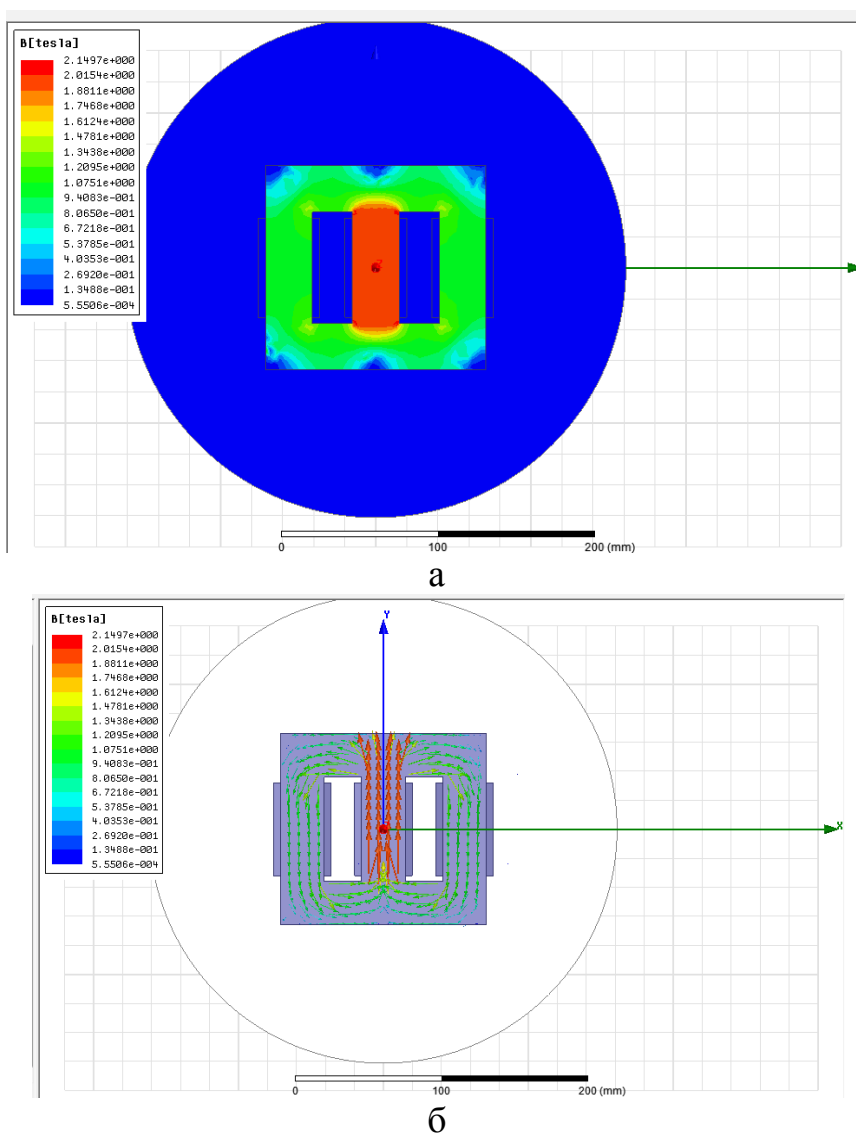 B[tesla]
2.1497e+000
2.0154e+000
1.8811e+000
1.7468e+000
1.6124e+000
1.4781e+000
1.3438e+000
1.2095e+000
1.0751e+000
9.4083e-001
8.0650e-001
6.7218e-001
5.3785e-001
4.0353e-001
2.6920e-001
1.3488e-001
5.5506e-004
0 100 200 (mm)
а
B[tesla]
2.1497e+000
2.0154e+000
1.8811e+000
1.7468e+000
1.6124e+000
1.4781e+000
1.3438e+000
1.2095e+000
1.0751e+000
9.4083e-001
8.0650e-001
6.7218e-001
5.3785e-001
4.0353e-001
2.6920e-001
1.3488e-001
5.5506e-004
Y
X
0 100 200 (mm)
б